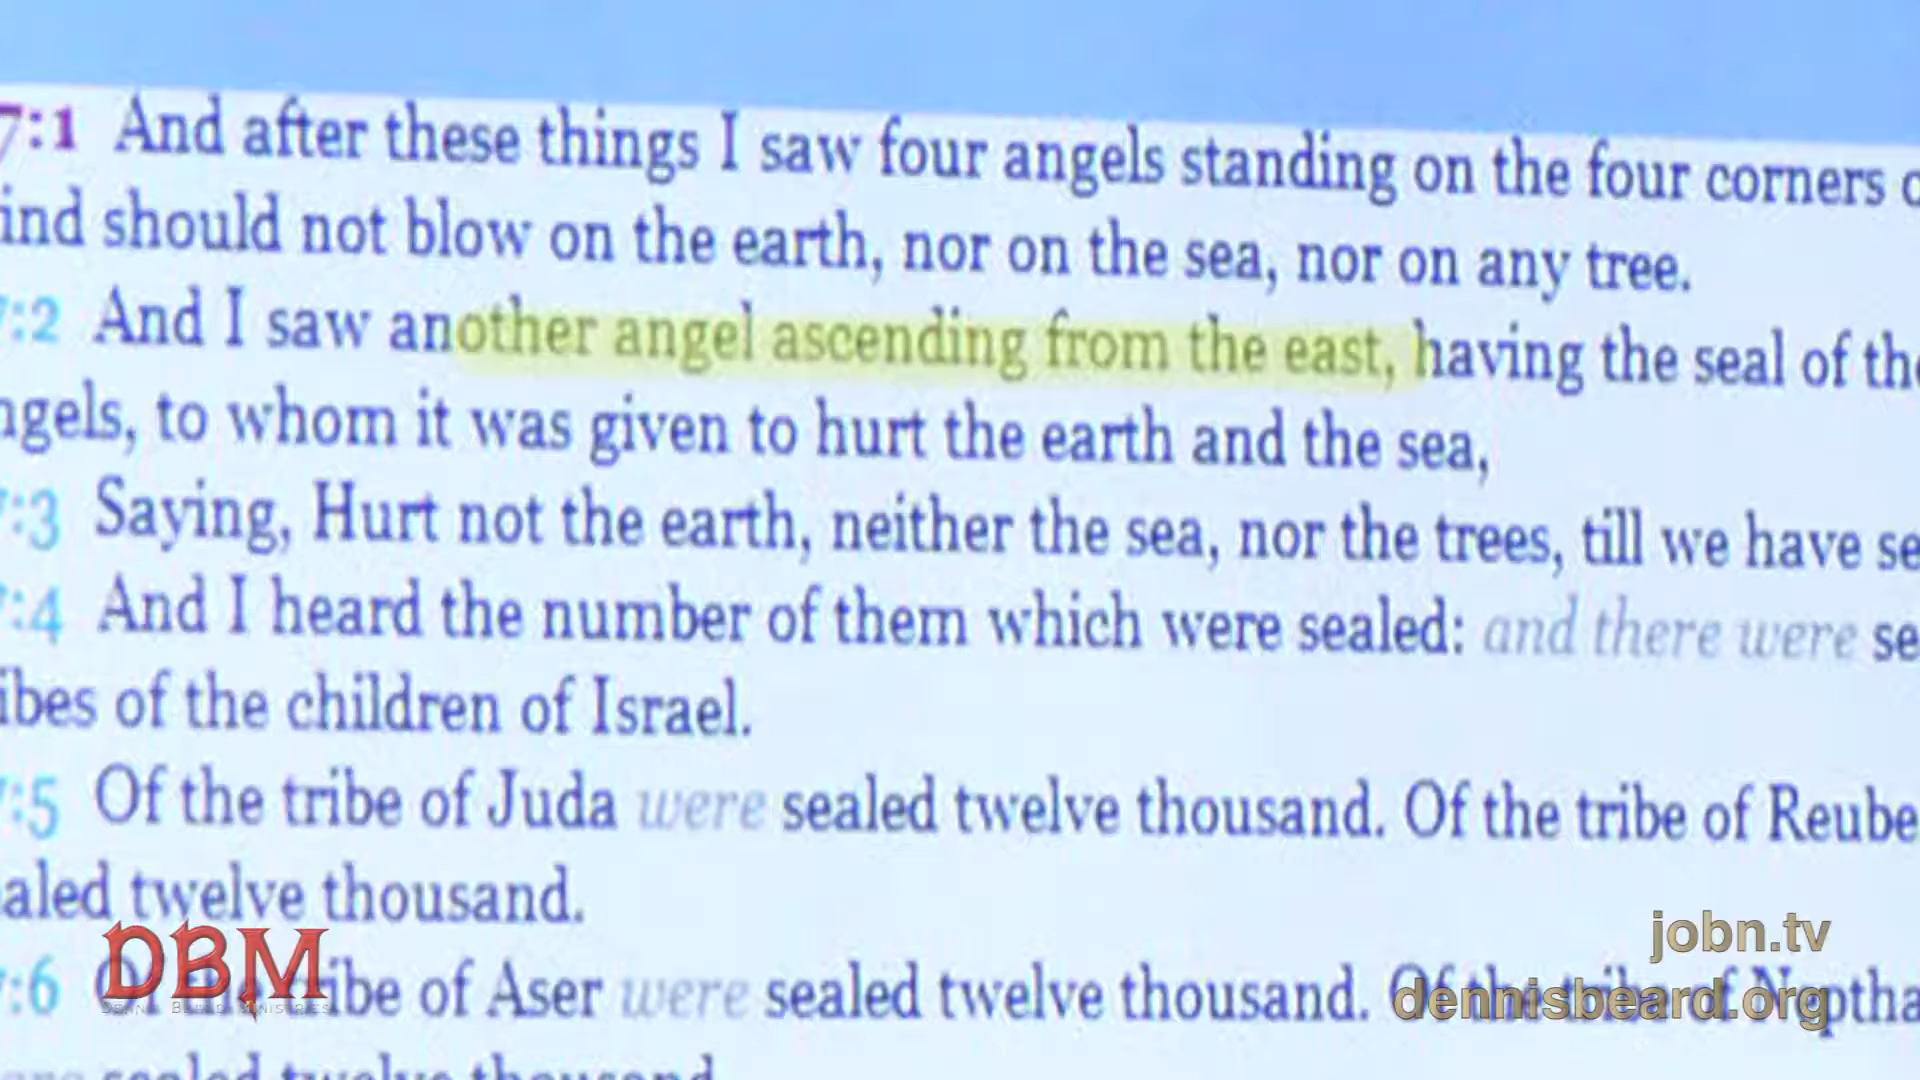 7:1 And after these things I saw four angels standing on the four corners o
ind should not blow on the earth, nor on the sea, nor on any tree.
7:2 And I saw another angel ascending from the east, having the seal of the
ngels, to whom it was given to hurt the earth and the sea,
:3 Saying, Hurt not the earth, neither the sea, nor the trees, till we have se
:4 And I heard the number of them which were sealed: and there were se
ibes of the children of Israel.
:5 Of the tribe of Juda were sealed twelve thousand. Of the tribe of Reube
aled twelve thousand.
:6 O ribe of Aser were sealed twelve thousand. Of the tribe of Neptha
sealed twelve thousand
DBM
Dennis Beard Ministries
jobn.tv
dennisbeard.org